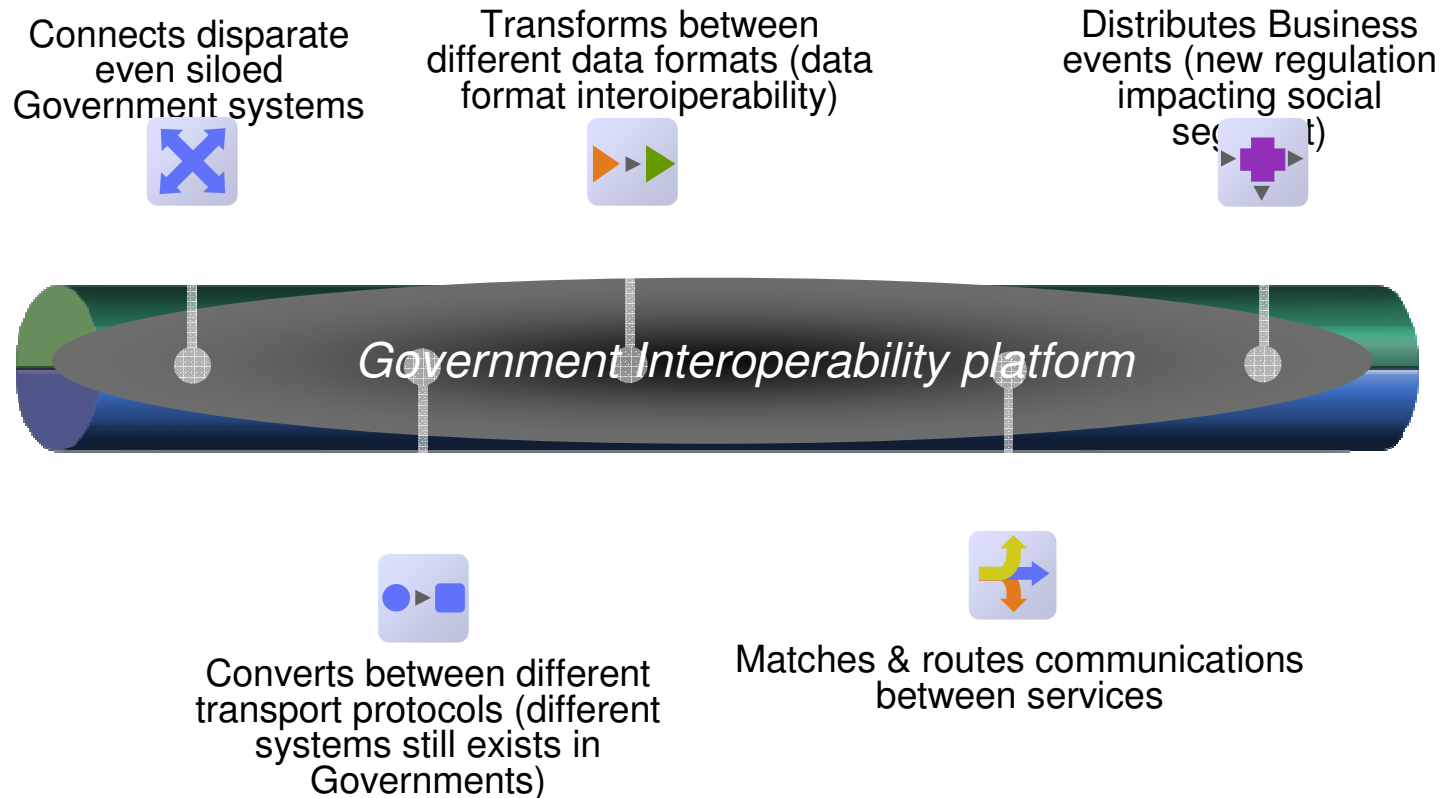 Connects disparate
even siloed
Government systems
Transforms between
different data formats (data
format interoiperability)
Distributes Business
events (new regulation
impacting social
Government Interoperability platform
Converts between different
transport protocols (different
systems still exists in
Governments)
Matches & routes communications
between services